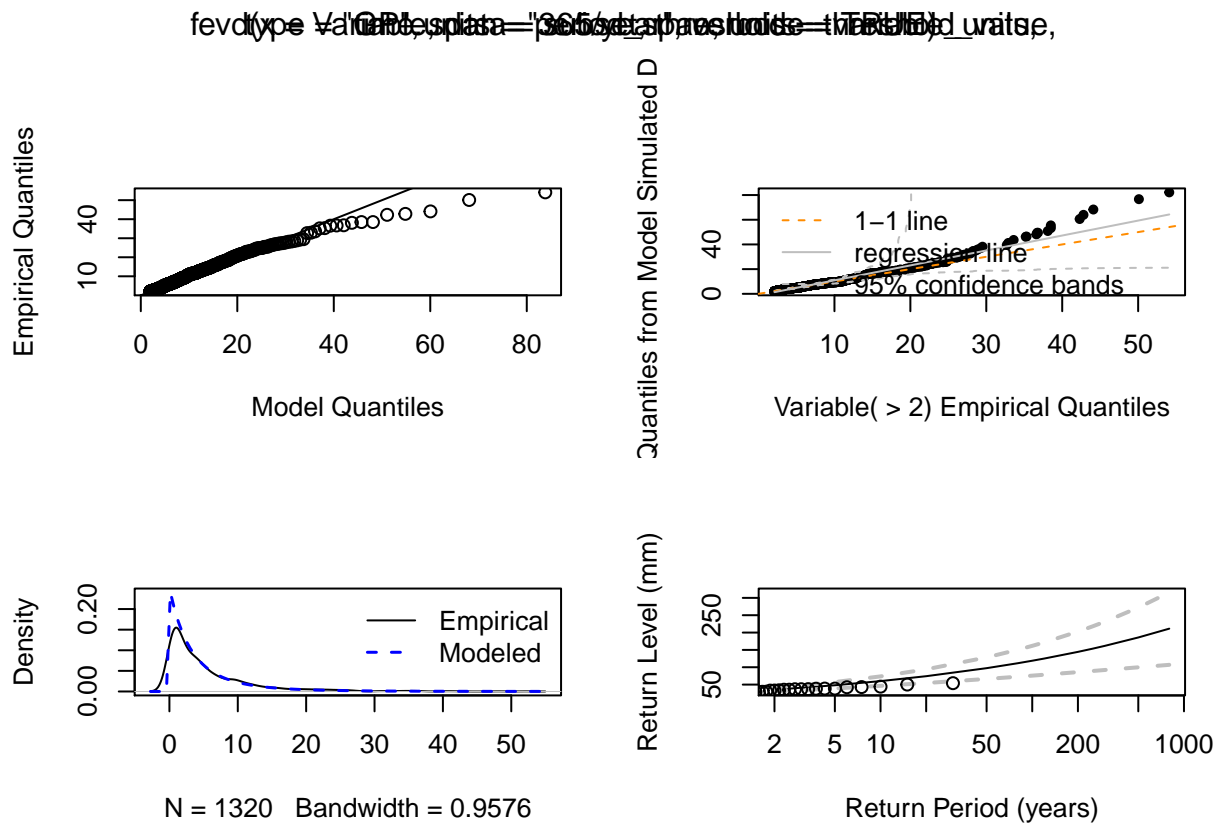 Empirical Quantiles
10
40
0
20
40
60
80
Model Quantiles
Quantiles from Model Simulated D
0
40
1−1 line
regression line
95% confidence bands
10
20
30
40
50
Variable( > 2) Empirical Quantiles
Density
0.00
0.20
Empirical
Modeled
0
10
20
30
40
50
N = 1320   Bandwidth = 0.9576
Return Level (mm)
50
250
2
5
10
50
200
1000
Return Period (years)